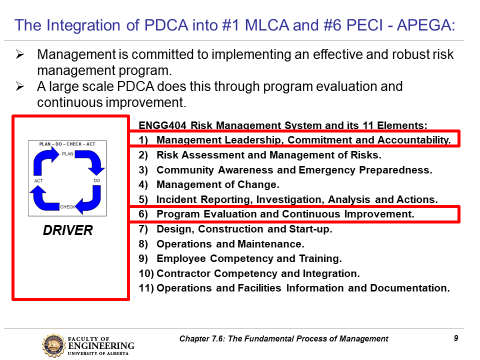 The Integration of PDCA into #1 MLCA and #6 PECI - APEGA:
Management is committed to implementing an effective and robust risk
management program.
A large scale PDCA does this through program evaluation and
continuous improvement.
PLAN – DO – CHECK – ACT
PLAN
ACT
DO
CHECK
DRIVER
ENGG404 Risk Management System and its 11 Elements:
1) Management Leadership, Commitment and Accountability.
2) Risk Assessment and Management of Risks.
3) Community Awareness and Emergency Preparedness.
4) Management of Change.
5) Incident Reporting, Investigation, Analysis and Actions.
6) Program Evaluation and Continuous Improvement.
7) Design, Construction and Start-up.
8) Operations and Maintenance.
9) Employee Competency and Training.
10) Contractor Competency and Integration.
11) Operations and Facilities Information and Documentation.
FACULTY OF
ENGINEERING
UNIVERSITY OF ALBERTA
Chapter 7.6: The Fundamental Process of Management
9